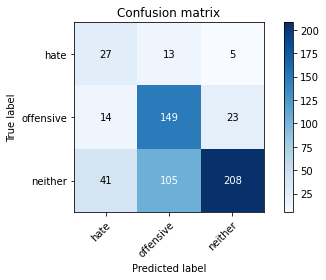 Confusion matrix
hate 27 13 5
offensive 14 149 23
neither 41 105 208
hate offensive neither
True label
Predicted label
200
175
150
125
100
75
50
25